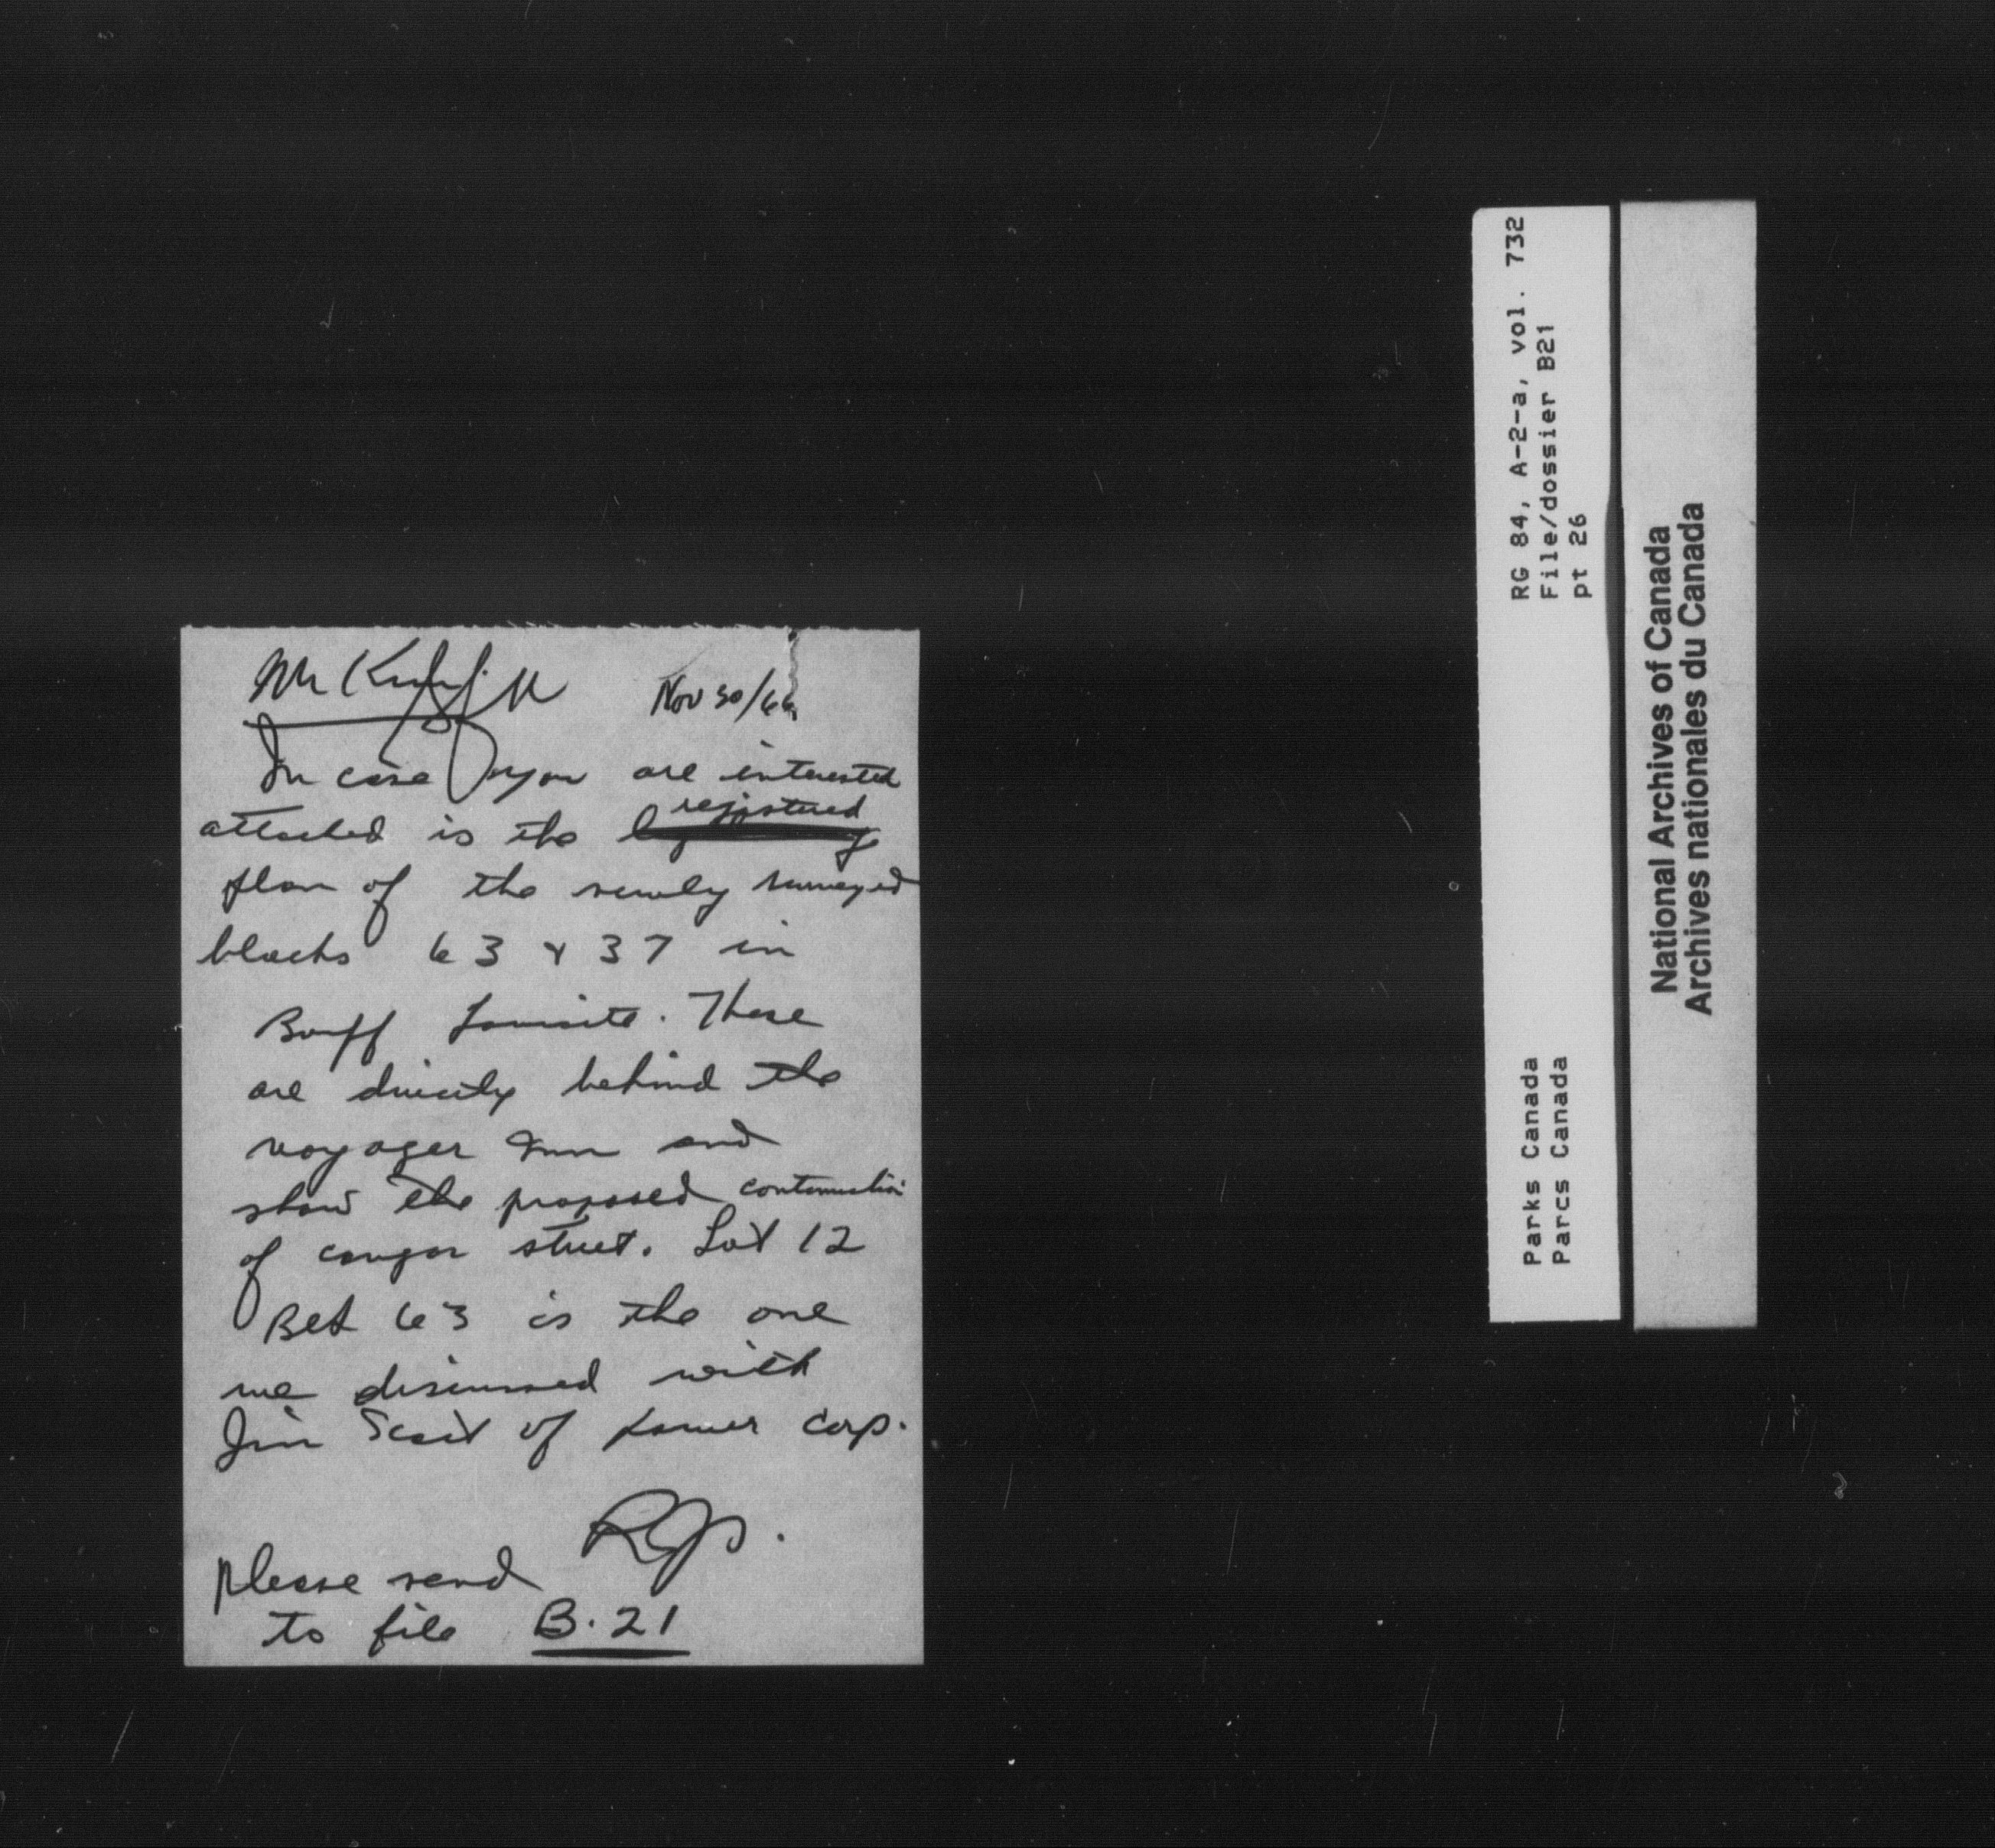 Mr
Nov 30/66
In case you are interested
attached is the registered
plan of the newly surveyed
blocks 63 & 37 in
Banff Townsite. These
are directly behind the
voyager Inn and
show the proposed continuation
of cougar street. Lot 12
Blk 63 is the one
we discussed with
Jim Scott of power corp.
please send
to file B.21
RG 84, A-2-a, vol. 732
File/dossier B21
pt 26
Parks Canada
Parcs Canada
National Archives of Canada
Archives nationales du Canada